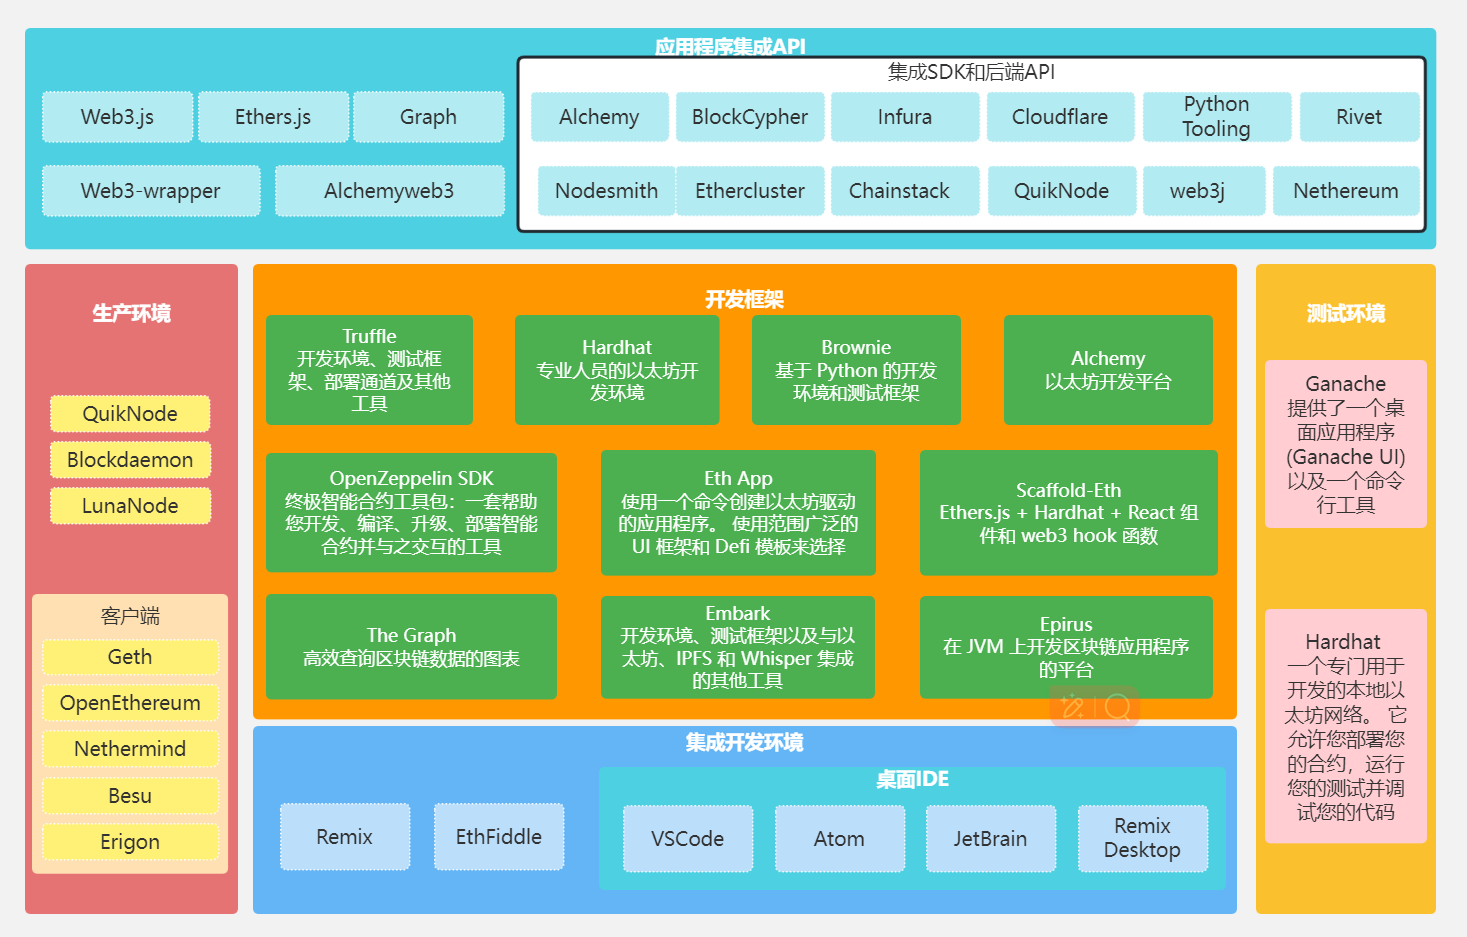 应用程序集成API
Web3.js
Ethers.js
Graph
Web3-wrapper
Alchemyweb3
集成SDK和后端API
Alchemy
BlockCypher
Infura
Cloudflare
Python
Tooling
Rivet
Nodesmith
Ethercluster
Chainstack
QuikNode
web3j
Nethereum
生产环境
QuikNode
Blockdaemon
LunaNode
客户端
Geth
OpenEthereum
Nethermind
Besu
Erigon
开发框架
Truffle
开发环境、测试框
架、部署通道及其他
工具
Hardhat
专业人员的以太坊开
发环境
Brownie
基于 Python 的开发
环境和测试框架
Alchemy
以太坊开发平台
OpenZeppelin SDK
终极智能合约工具包：一套帮助
您开发、编译、升级、部署智能
合约并与之交互的工具
Eth App
使用一个命令创建以太坊驱动
的应用程序。 使用范围广泛的
UI 框架和 Defi 模板来选择
Scaffold-Eth
Ethers.js + Hardhat + React 组
件和 web3 hook 函数
The Graph
高效查询区块链数据的图表
Embark
开发环境、测试框架以及与以
太坊、IPFS 和 Whisper 集成
的其他工具
Epirus
在 JVM 上开发区块链应用程序
的平台
集成开发环境
Remix
EthFiddle
桌面IDE
VSCode
Atom
JetBrain
Remix
Desktop
测试环境
Ganache
提供了一个桌
面应用程序
(Ganache UI)
以及一个命令
行工具
Hardhat
一个专门用于
开发的本地以
太坊网络。 它
允许您部署您
的合约，运行
您的测试并调
试您的代码